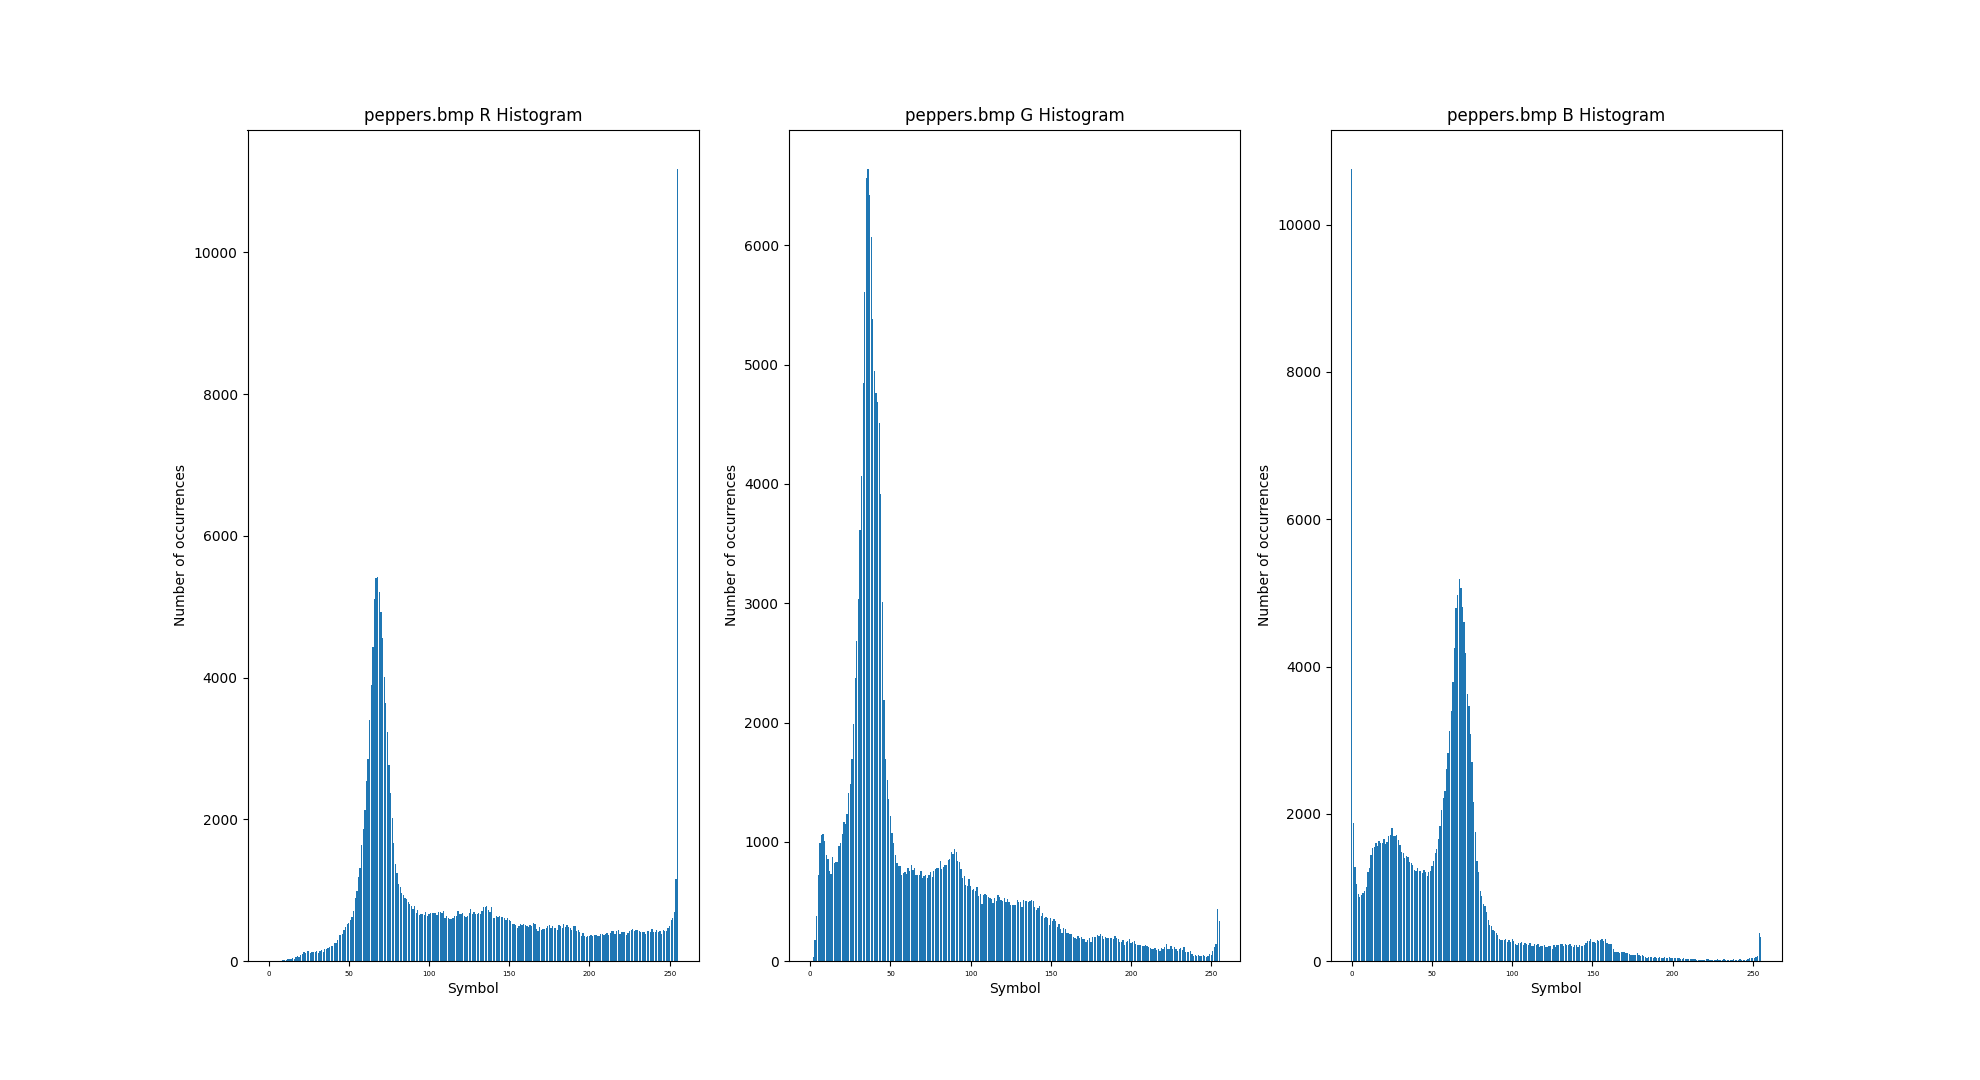 peppers.bmp R Histogram
Number of occurrences
10000
8000
6000
4000
2000
0
0 50 100 150 200 250
Symbol
peppers.bmp G Histogram
Number of occurrences
6000
5000
4000
3000
2000
1000
0
0 50 100 150 200 250
Symbol
peppers.bmp B Histogram
Number of occurrences
10000
8000
6000
4000
2000
0
0 50 100 150 200 250
Symbol